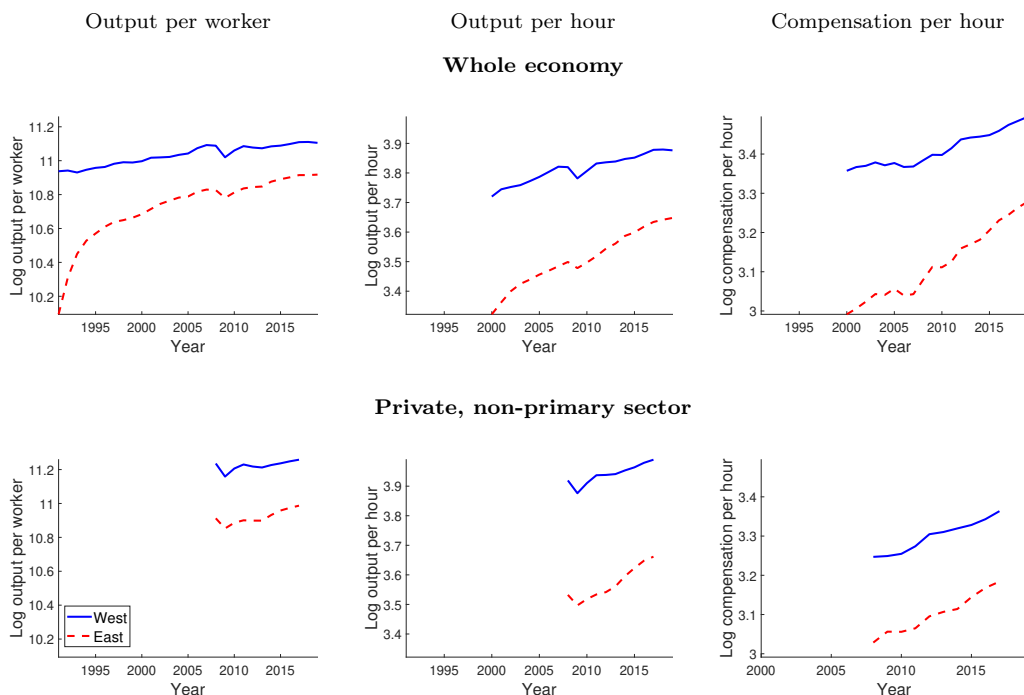 Output per worker
Output per hour
Compensation per hour
Whole economy
Log output per worker
11.2
11
10.8
10.6
10.4
10.2
1995 2000 2005 2010 2015
Year
Log output per hour
3.9
3.8
3.7
3.6
3.5
3.4
1995 2000 2005 2010 2015
Year
Log compensation per hour
3.4
3.3
3.2
3.1
3
1995 2000 2005 2010 2015
Year
Private, non-primary sector
Log output per worker
11.2
11
10.8
10.6
10.4
10.2
West
East
1995 2000 2005 2010 2015
Year
Log output per hour
3.9
3.8
3.7
3.6
3.5
3.4
1995 2000 2005 2010 2015
Year
Log compensation per hour
3.4
3.3
3.2
3.1
3
2000 2005 2010 2015
Year